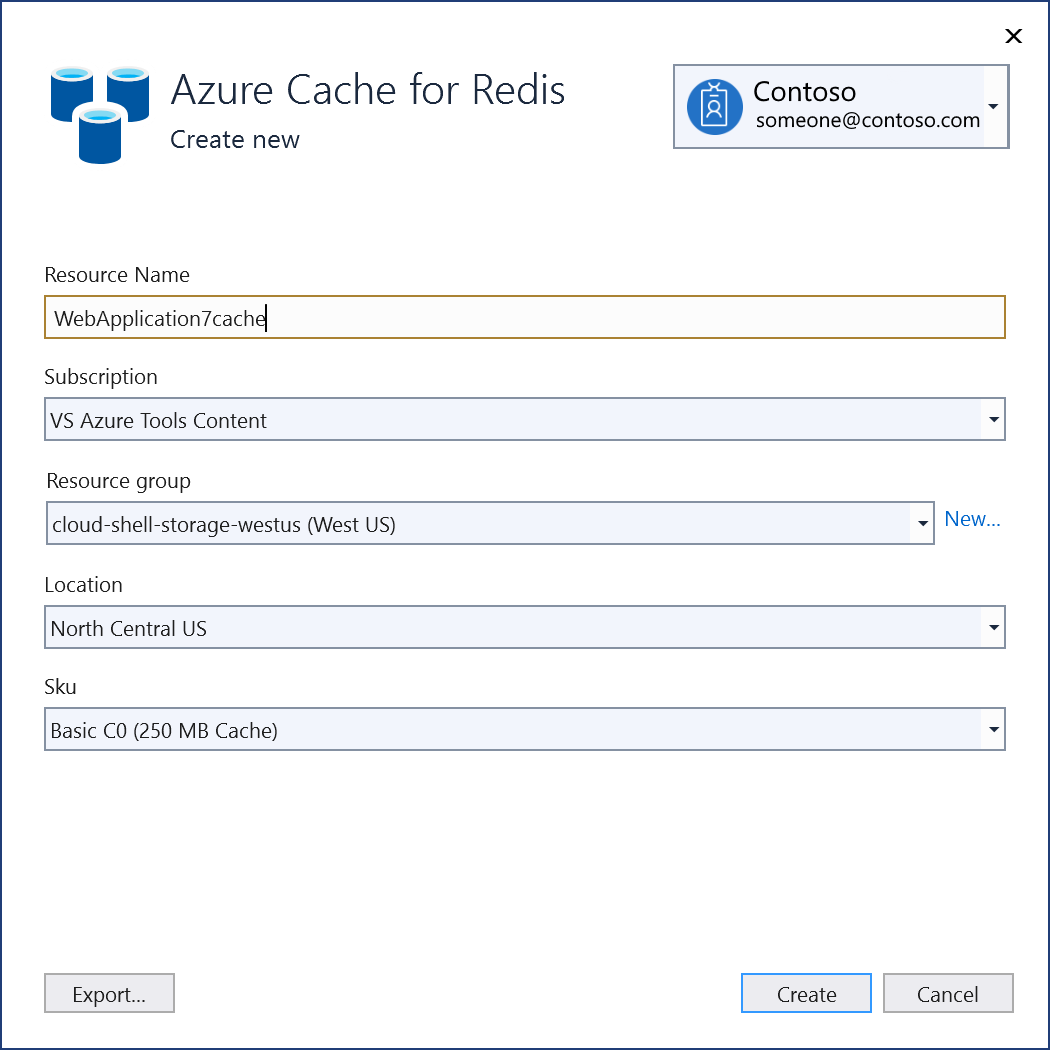 Azure Cache for Redis
Create new
Contoso
someone@contoso.com
Resource Name
WebApplication7cache
Subscription
VS Azure Tools Content
Resource group
cloud-shell-storage-westus (West US)
New...
Location
North Central US
Sku
Basic C0 (250 MB Cache)
Export...
Create
Cancel